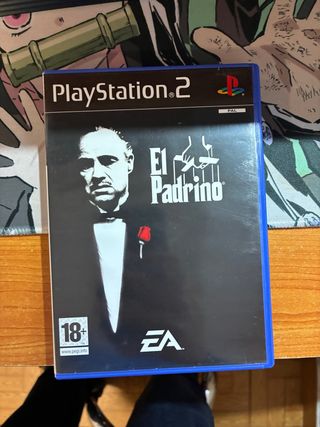 PlayStation®2
PAL
El
Padrino
18+
www.pegi.info
EA